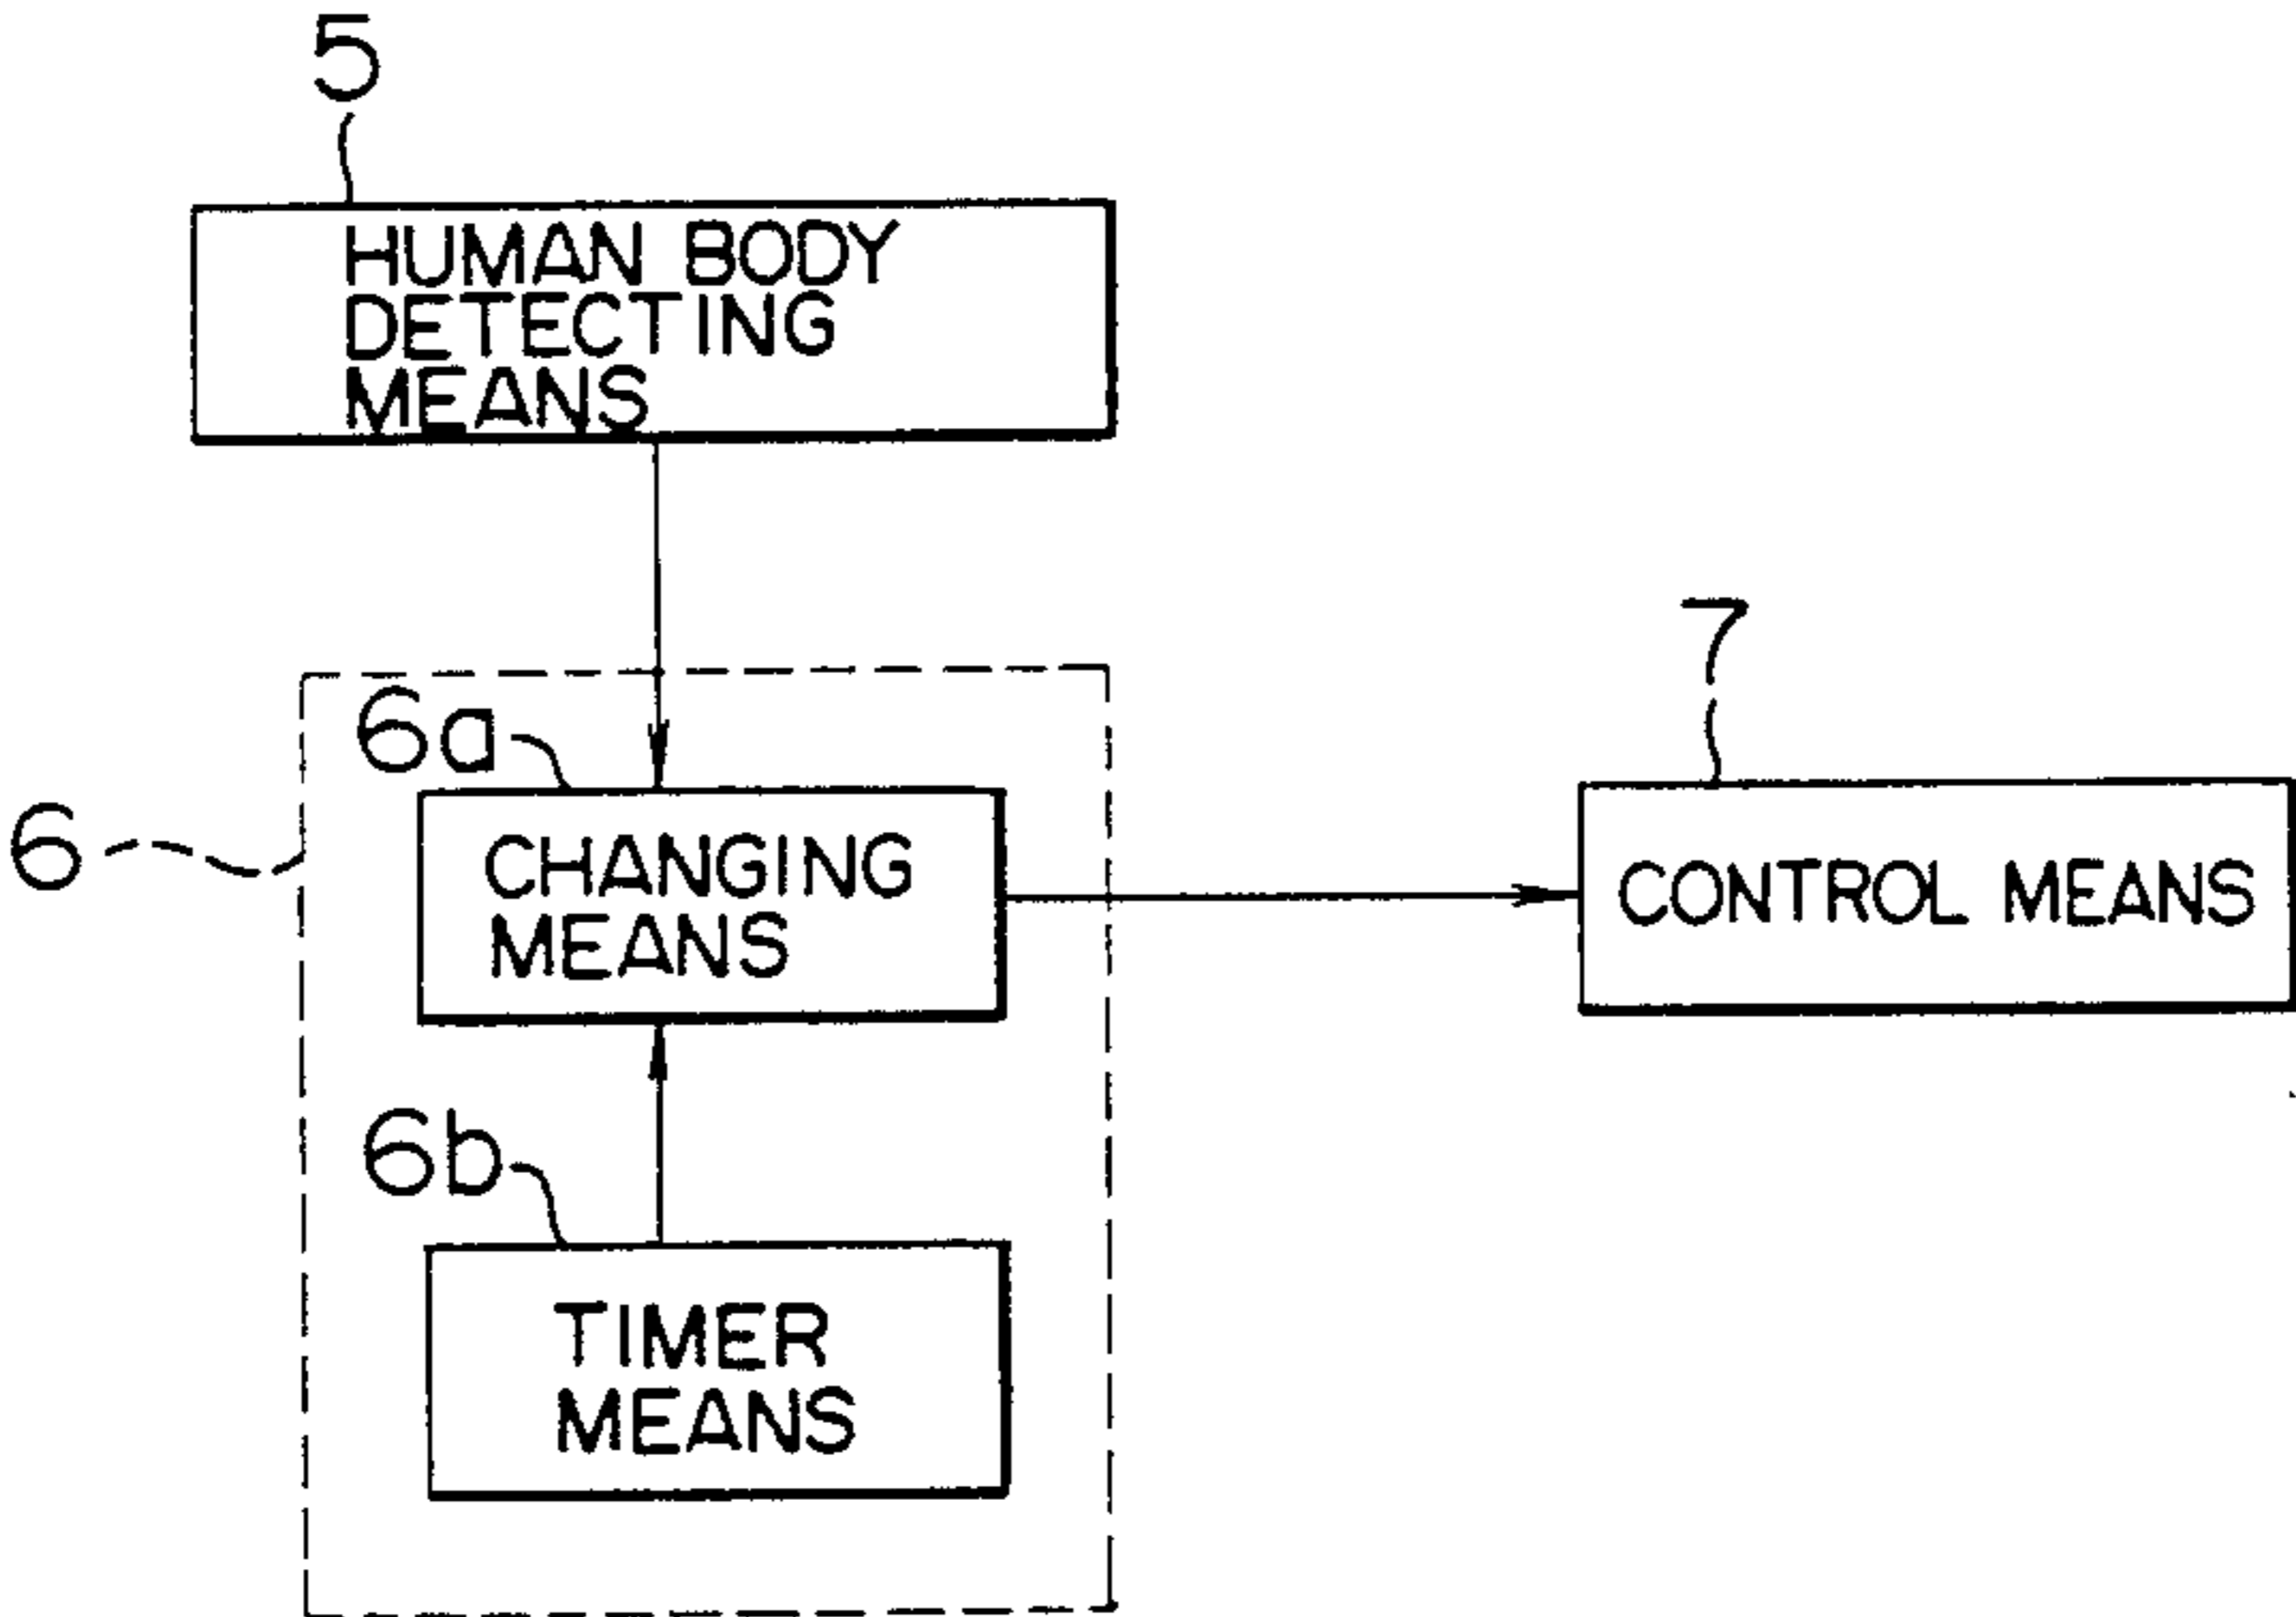 5
HUMAN BODY
DETECTING
MEANS
7
6a
6
CHANGING
MEANS
CONTROL MEANS
6b
TIMER
MEANS